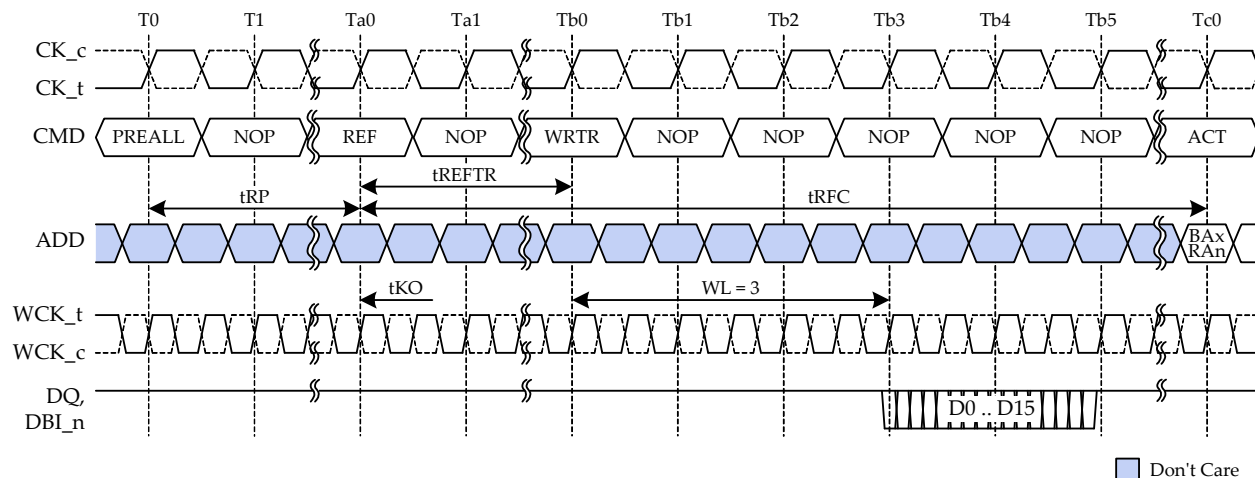 T0 T1 Ta0 Ta1 Tb0 Tb1 Tb2 Tb3 Tb4 Tb5 Tc0
CK_c
CK_t
CMD PREALL NOP REF NOP WRTR NOP NOP NOP NOP NOP ACT
tREFTR
tRP tRFC
ADD BAx
RAn
tKO WL = 3
WCK_t
WCK_c
DQ,
DBI_n
D0 .. D15
Don't Care